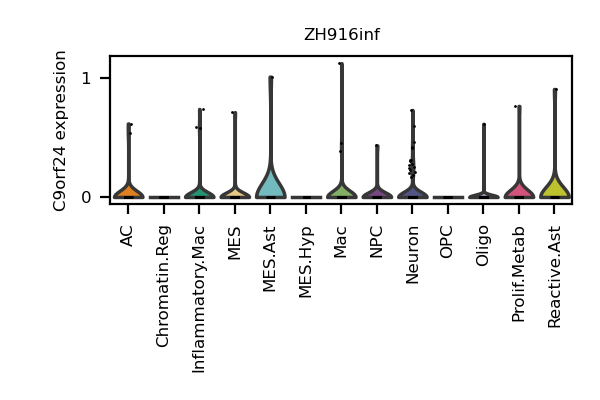 ZH916inf
C9orf24 expression
1
0
AC
Chromatin.Reg
Inflammatory.Mac
MES
MES.Ast
MES.Hyp
Mac
NPC
Neuron
OPC
Oligo
Prolif.Metab
Reactive.Ast